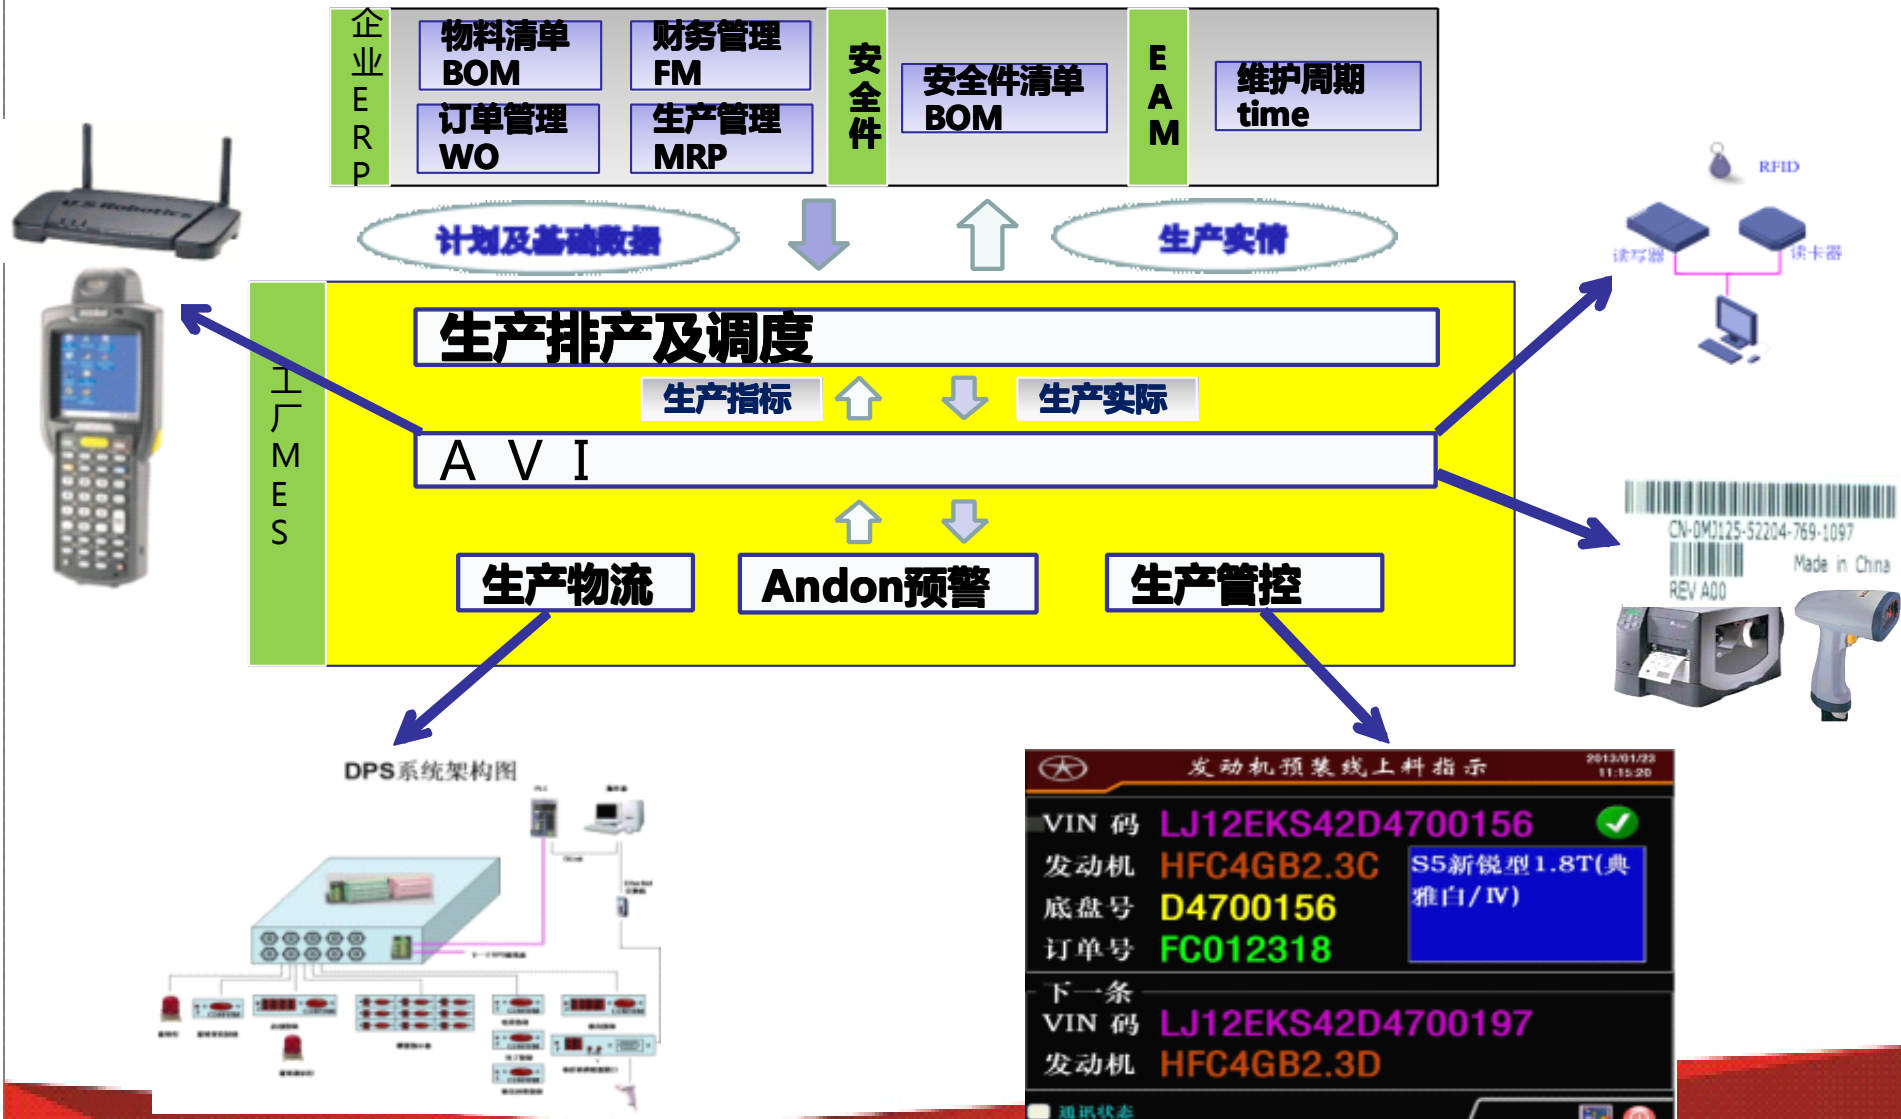 企业ERP
物料清单
BOM
财务管理
FM
订单管理
WO
生产管理
MRP
安全件
安全件清单
BOM
EAM
维护周期
time
U.S.Robotics
RFID
读写器
读卡器
计划及基础数据
生产实情
工厂MES
生产排产及调度
生产指标
生产实际
A V I
生产物流
Andon预警
生产管控
CN-0MJ125-52204-769-1097
Made in China
REV A00
DPS系统架构图
PLC
发动机预装线上料指示
2013/01/23
11:15:20
VIN 码 LJ12EKS42D4700156
发动机 HFC4GB2.3C
S5新锐型1.8T(典
雅白/Ⅳ)
底盘号 D4700156
订单号 FC012318
下一条
VIN 码 LJ12EKS42D4700197
发动机 HFC4GB2.3D
通讯状态